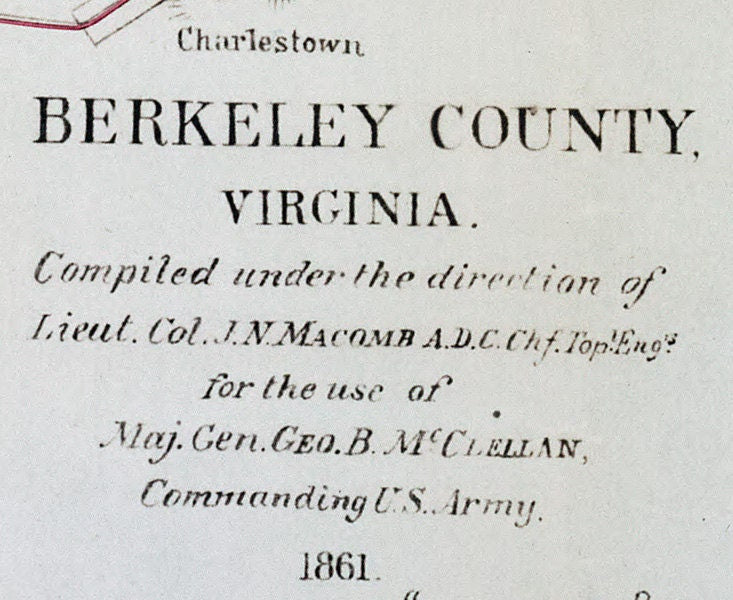 Charlestown
BERKELEY COUNTY,
VIRGINIA.
Compiled under the direction of
Lieut. Col. J.N. MACOMB A.D.C. Chf. Topl. Engrs
for the use of
Maj. Gen. GEO. B. McCLELLAN,
Commanding U.S. Army.
1861.